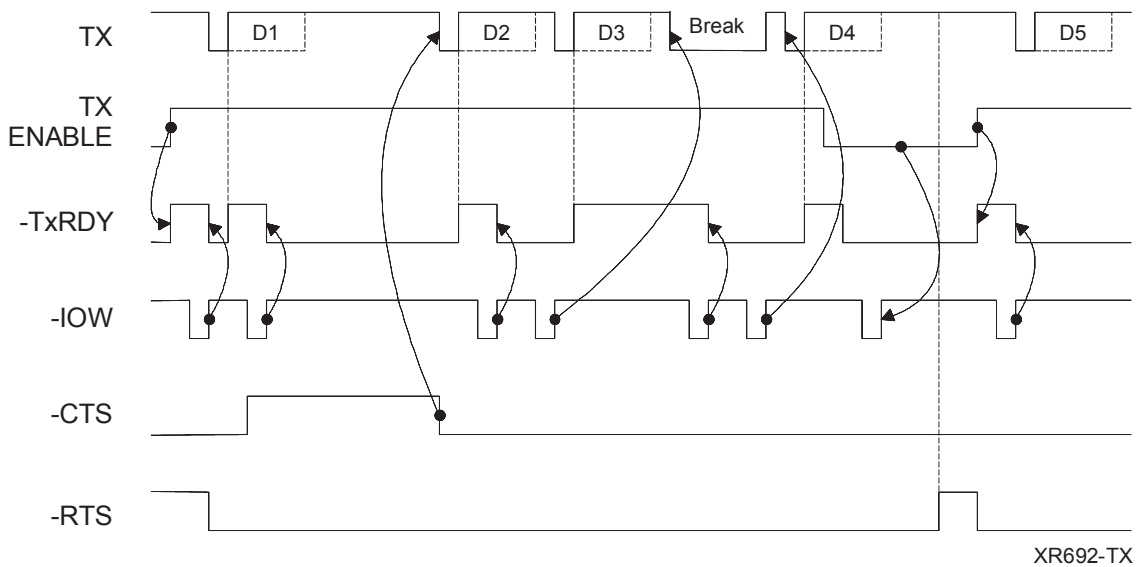 TX
D1
D2
D3
Break
D4
D5
TX
ENABLE
-TxRDY
-IOW
-CTS
-RTS
XR692-TX